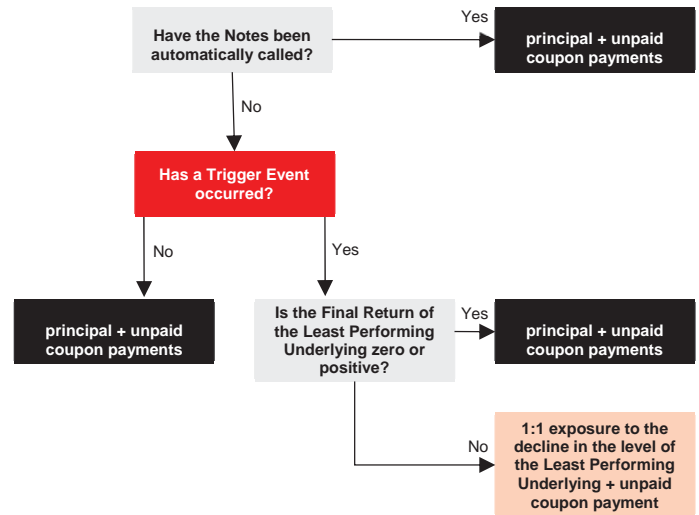 Have the Notes been
automatically called?
Yes
principal + unpaid
coupon payments
No
Has a Trigger Event
occurred?
No
Yes
principal + unpaid
coupon payments
Is the Final Return of
the Least Performing
Underlying zero or
positive?
Yes
principal + unpaid
coupon payments
No
1:1 exposure to the
decline in the level of
the Least Performing
Underlying + unpaid
coupon payment